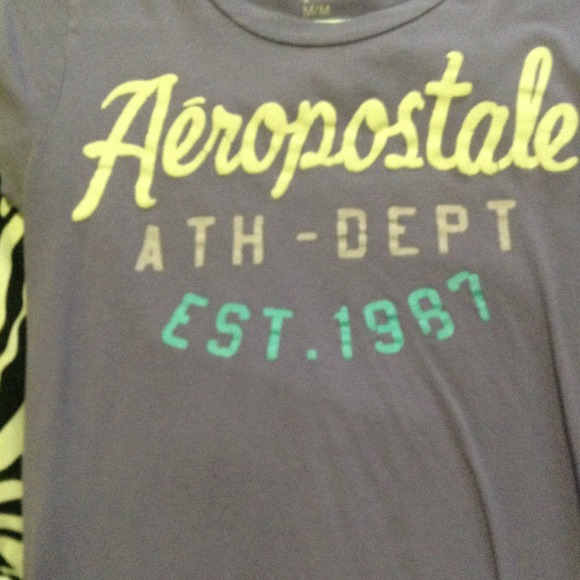 M/M
Aéropostale
ATH-DEPT
EST.1987